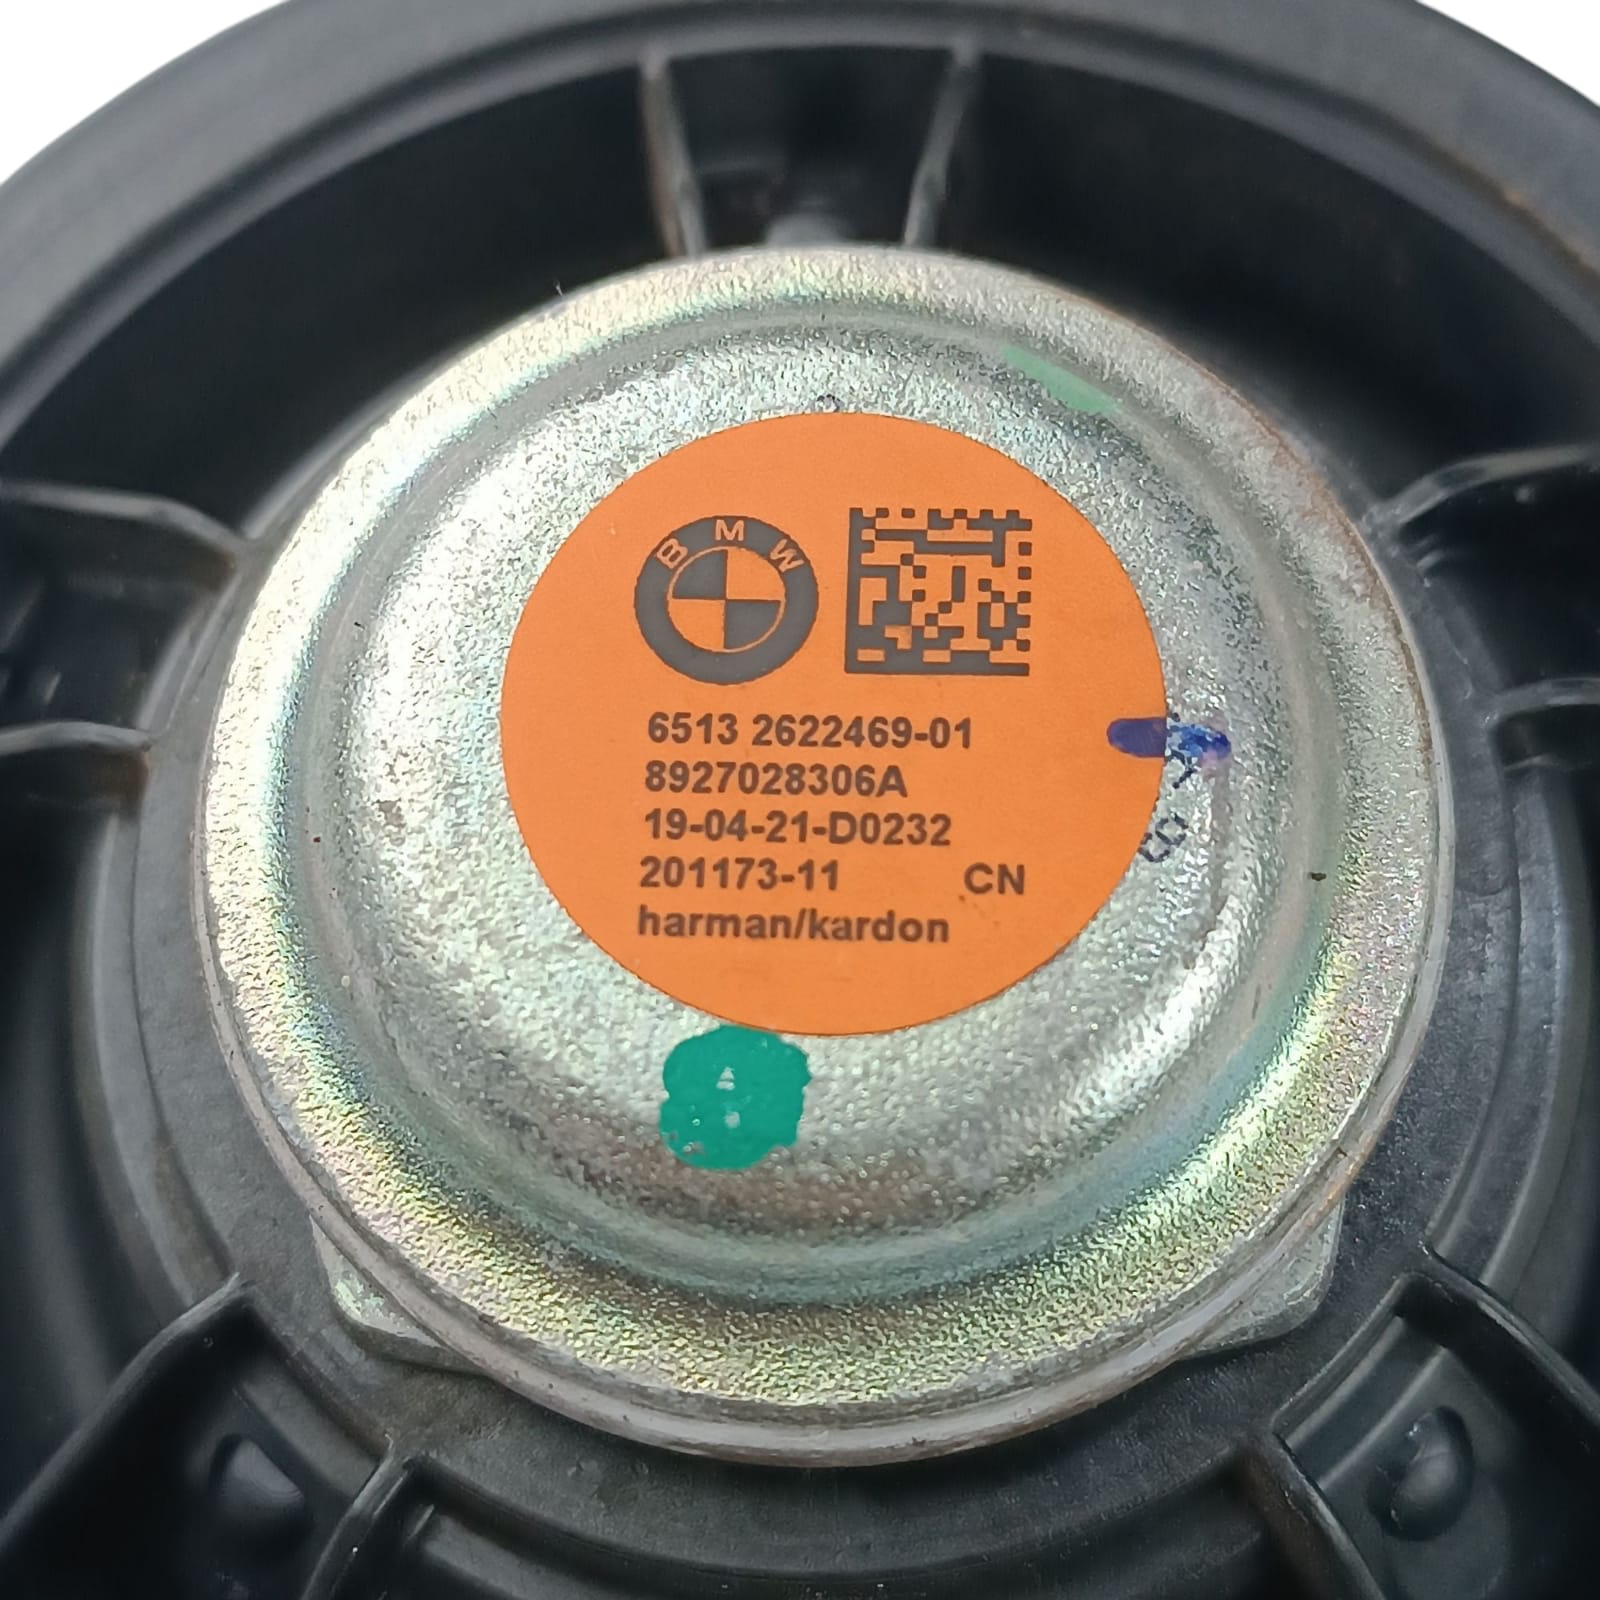 BMW
6513 2622469-01
8927028306A
19-04-21-D0232
201173-11 CN
harman/kardon